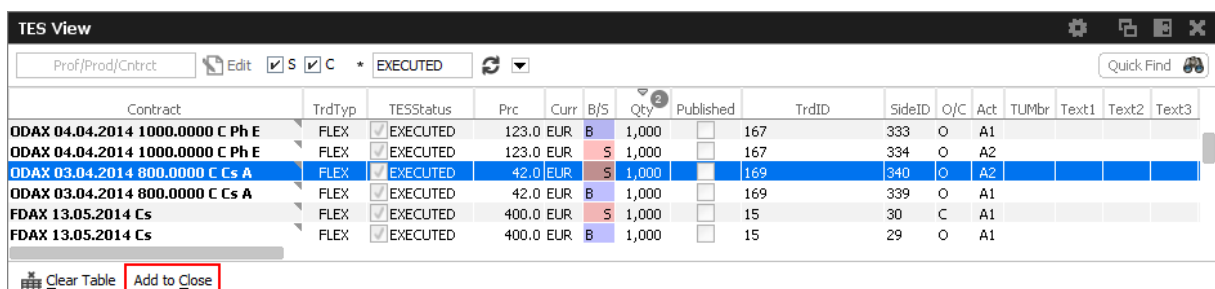 TES View
Prof/Prod/Cntrct Edit S C * EXECUTED Quick Find
Contract TrdTyp TESStatus Prc Curr B/S Qty 2 Published TrdID SideID O/C Act TUMbr Text1 Text2 Text3
ODAX 04.04.2014 1000.0000 C Ph E FLEX EXECUTED 123.0 EUR B 1,000 167 333 O A1
ODAX 04.04.2014 1000.0000 C Ph E FLEX EXECUTED 123.0 EUR S 1,000 167 334 O A2
ODAX 03.04.2014 800.0000 C Cs A FLEX EXECUTED 42.0 EUR S 1,000 169 340 O A2
ODAX 03.04.2014 800.0000 C Cs A FLEX EXECUTED 42.0 EUR B 1,000 169 339 O A1
FDAX 13.05.2014 Cs FLEX EXECUTED 400.0 EUR S 1,000 15 30 C A1
FDAX 13.05.2014 Cs FLEX EXECUTED 400.0 EUR B 1,000 15 29 O A1
Clear Table Add to Close